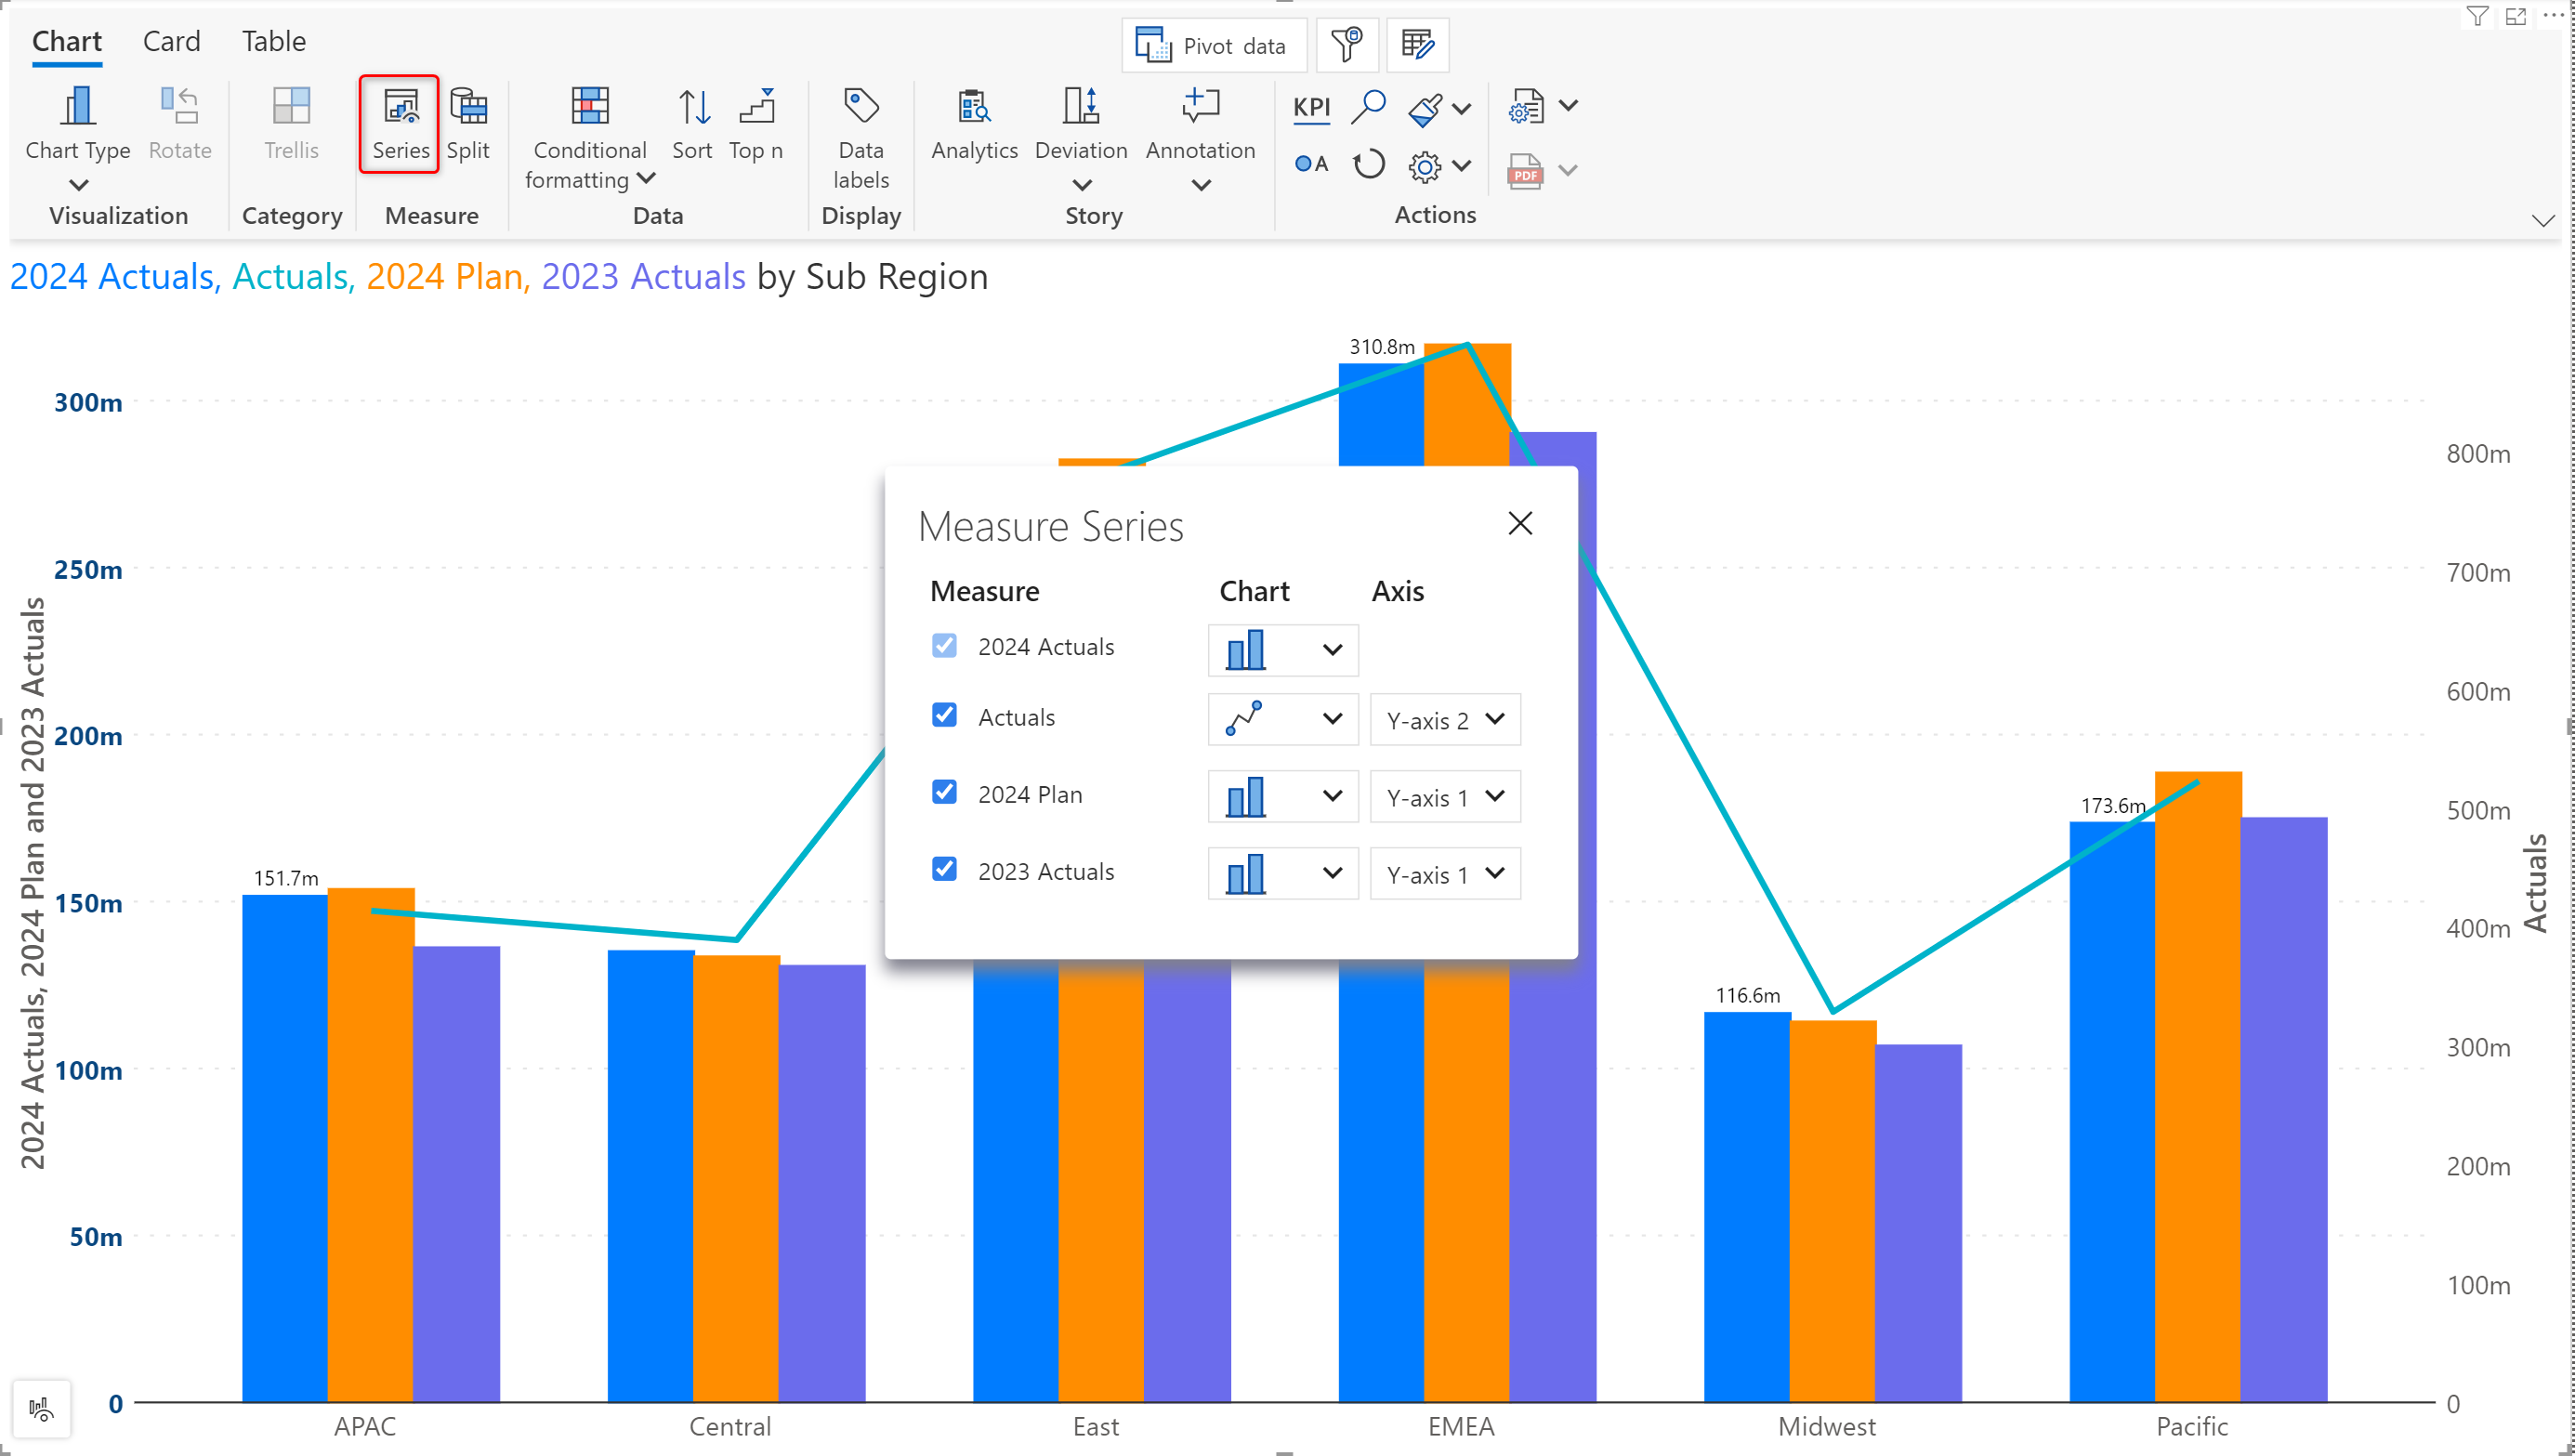 Chart Card Table
Pivot data
Chart Type
Rotate
Trellis
Series
Split
Conditional
formatting
Sort
Top n
Data
labels
Analytics
Deviation
Annotation
KPI
A
PDF
Visualization
Category
Measure
Data
Display
Story
Actions
2024 Actuals, Actuals, 2024 Plan, 2023 Actuals by Sub Region
2024 Actuals, 2024 Plan and 2023 Actuals
300m
250m
200m
150m
100m
50m
0
310.8m
151.7m
116.6m
173.6m
Measure Series
Measure Chart Axis
2024 Actuals
Actuals Y-axis 2
2024 Plan Y-axis 1
2023 Actuals Y-axis 1
800m
700m
600m
500m
400m
300m
200m
100m
0
Actuals
APAC Central East EMEA Midwest Pacific